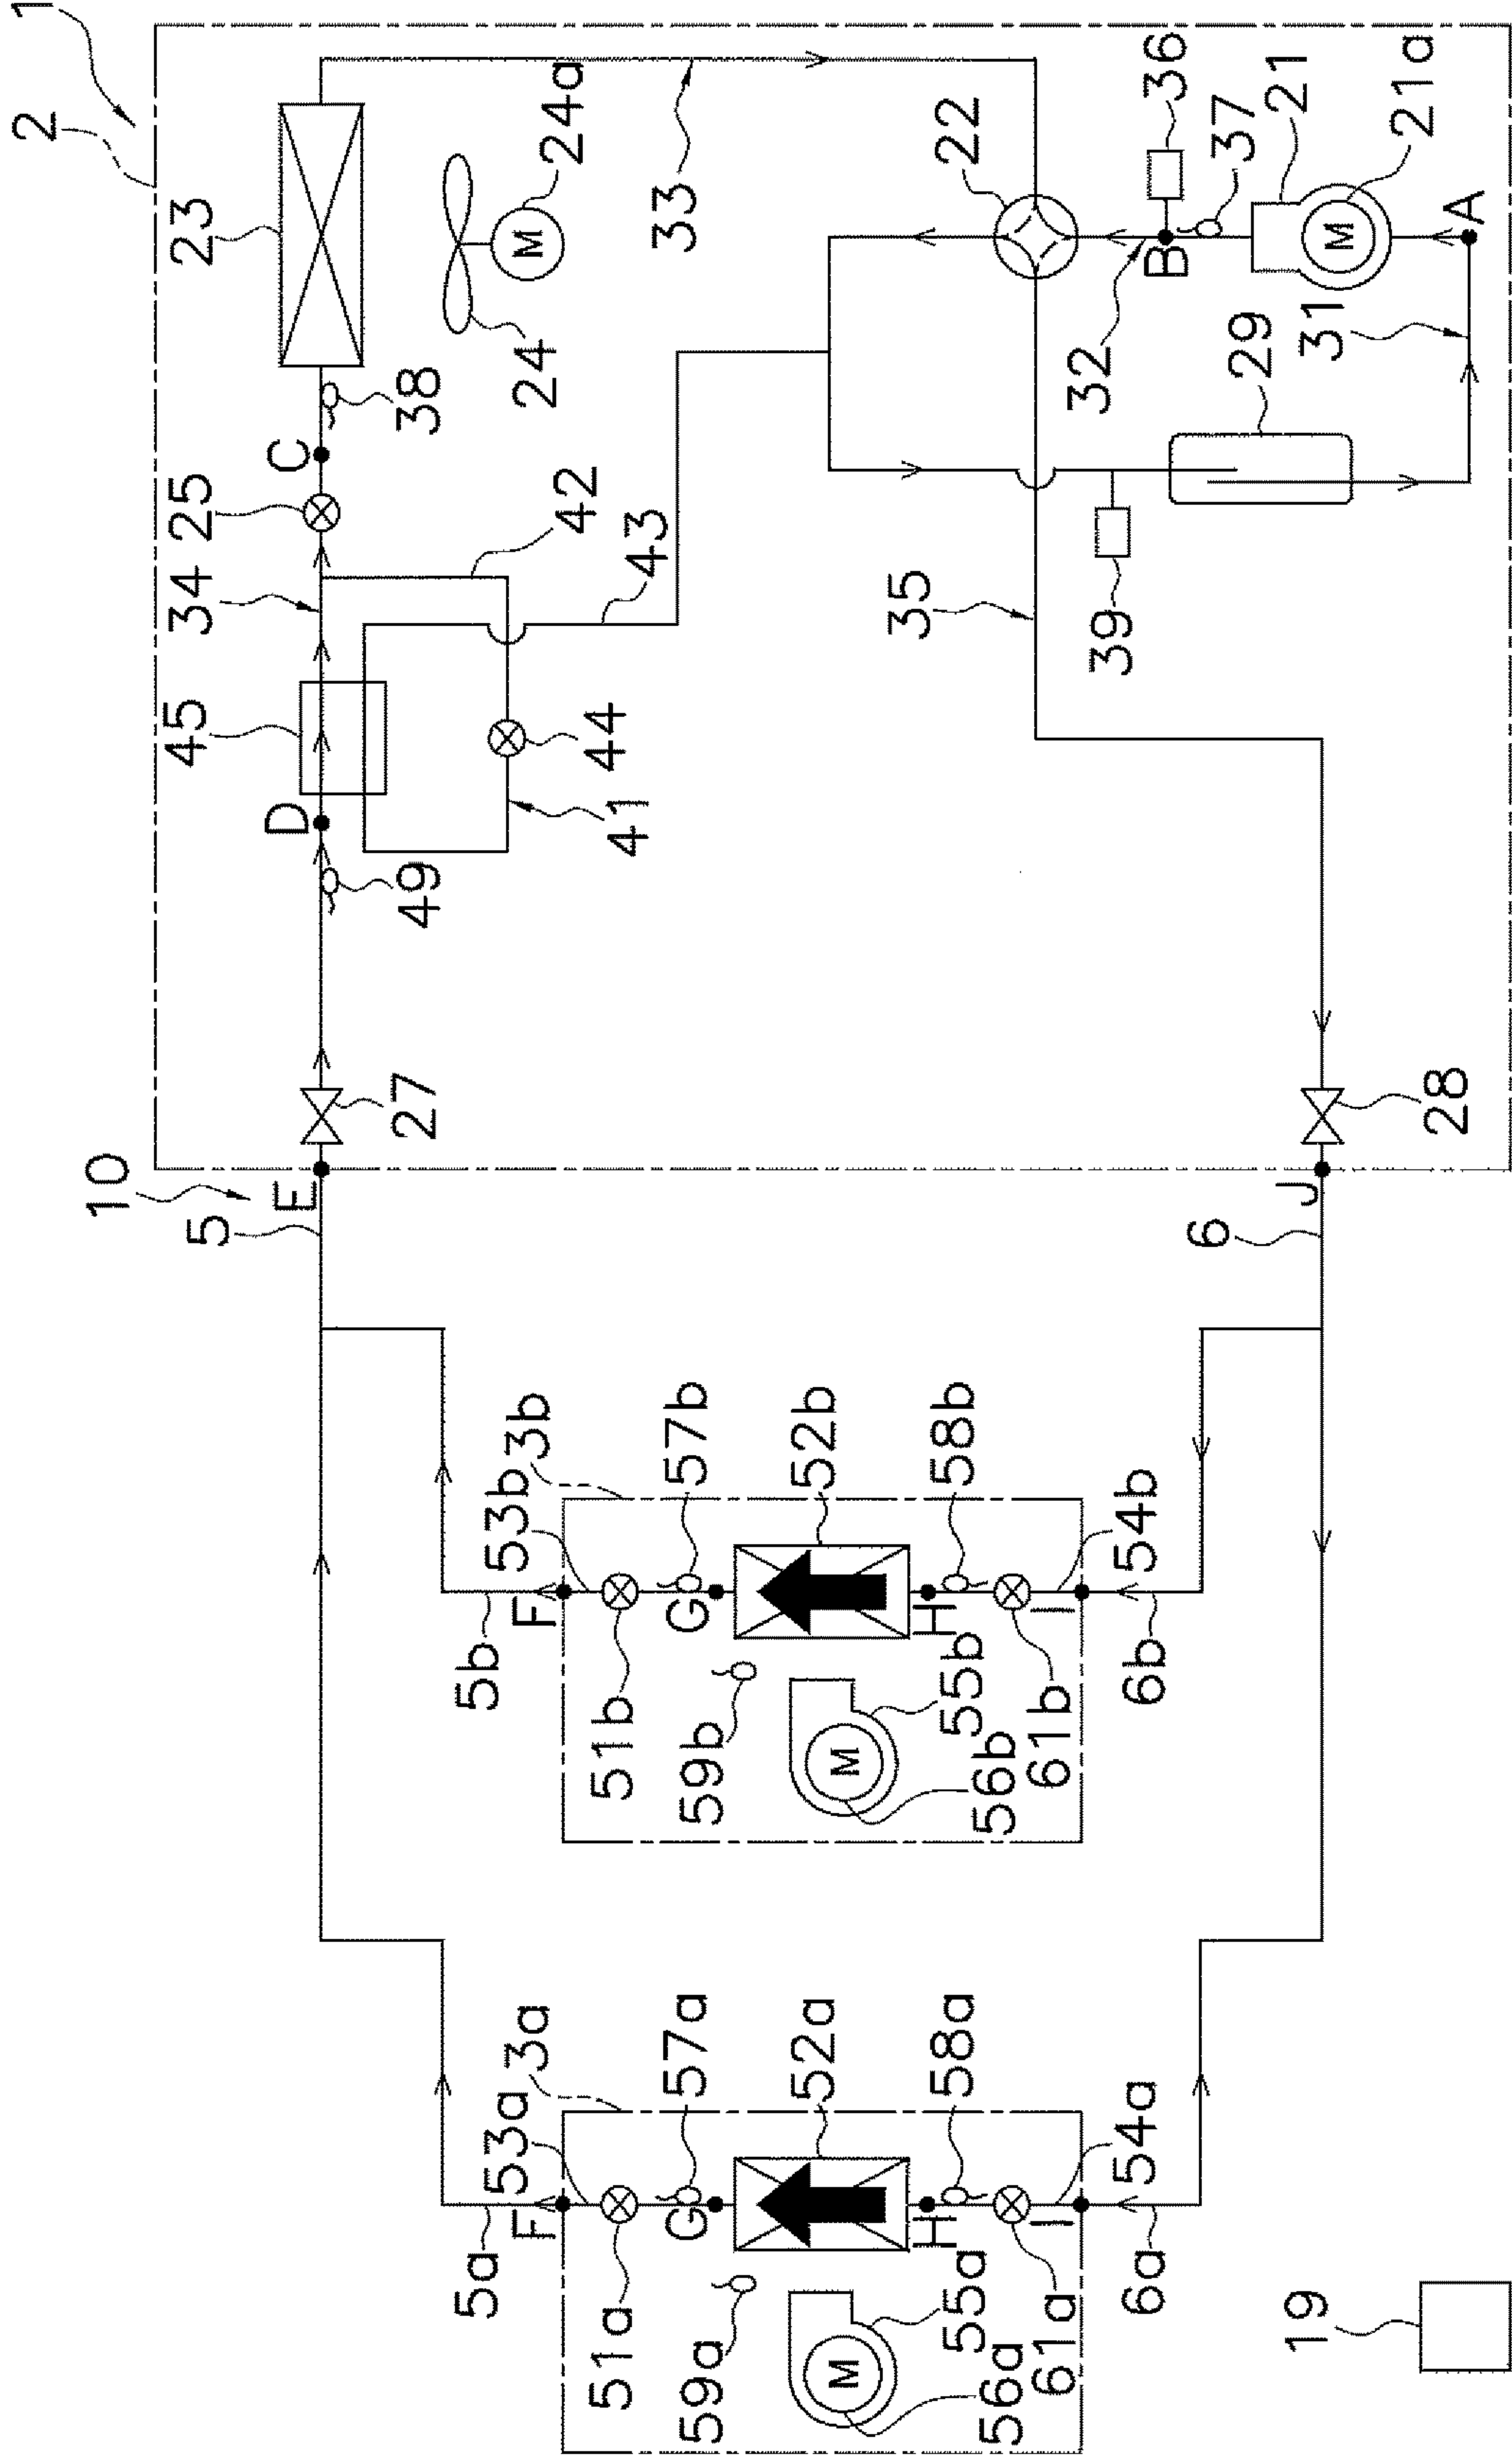 1
2
10
5
45
34
25
23
E
D
C
27
49
38
5a
53a
3a
5b
53b
3b
F
F
24
24a
42
51a
51b
41
44
43
G
57a
G
57b
33
59a
59b
M
52a
52b
M
M
35
22
H
58a
H
58b
55a
55b
56a
56b
61a
61b
I
I
39
32
6a
54a
6b
54b
B
36
6
37
29
21
19
J
31
M
28
21a
A